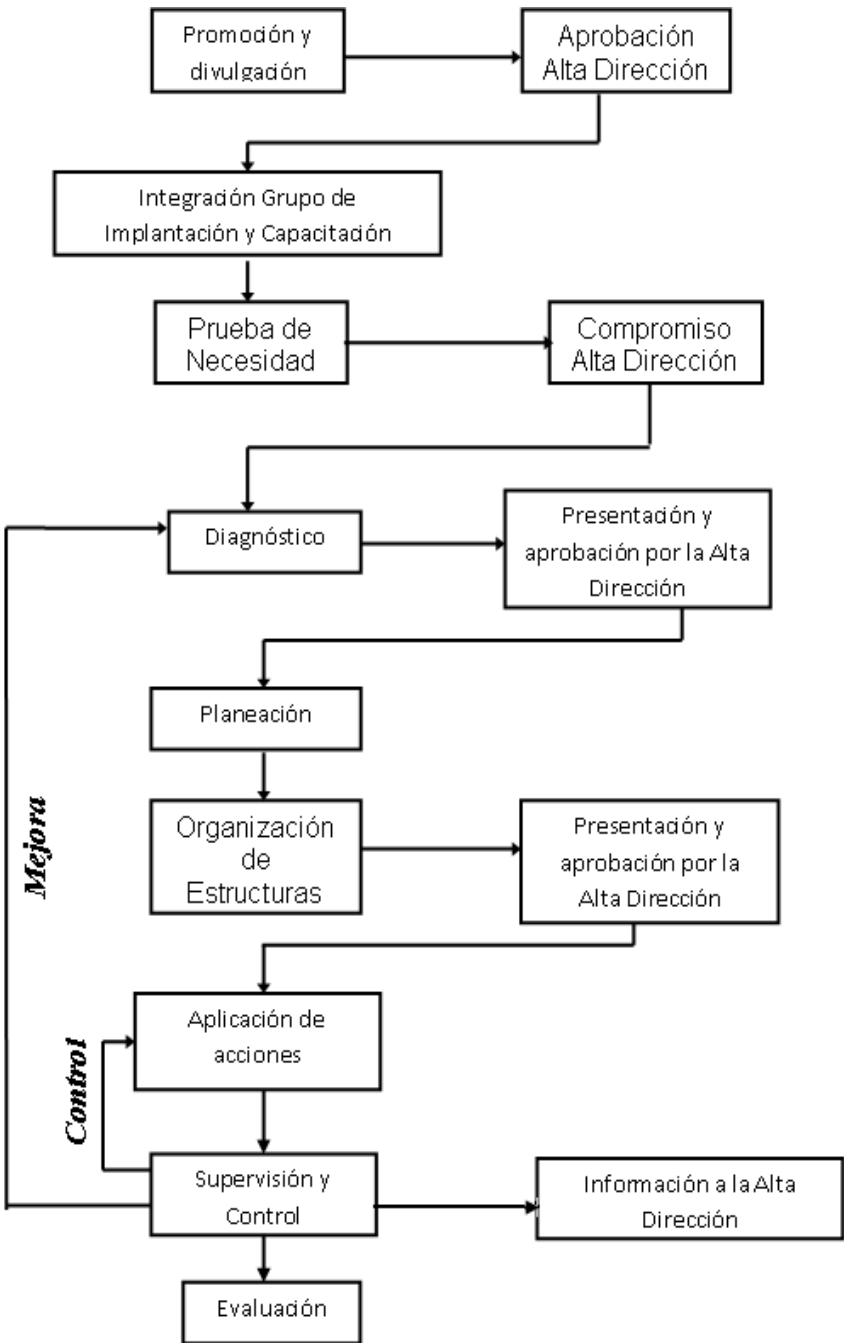 Promoción y
divulgación
Aprobación
Alta Dirección
Integración Grupo de
Implantación y Capacitación
Prueba de
Necesidad
Compromiso
Alta Dirección
Diagnóstico
Presentación y
aprobación por la Alta
Dirección
Planeación
Mejora
Organización
de
Estructuras
Presentación y
aprobación por la
Alta Dirección
Aplicación de
acciones
Control
Supervisión y
Control
Información a la Alta
Dirección
Evaluación